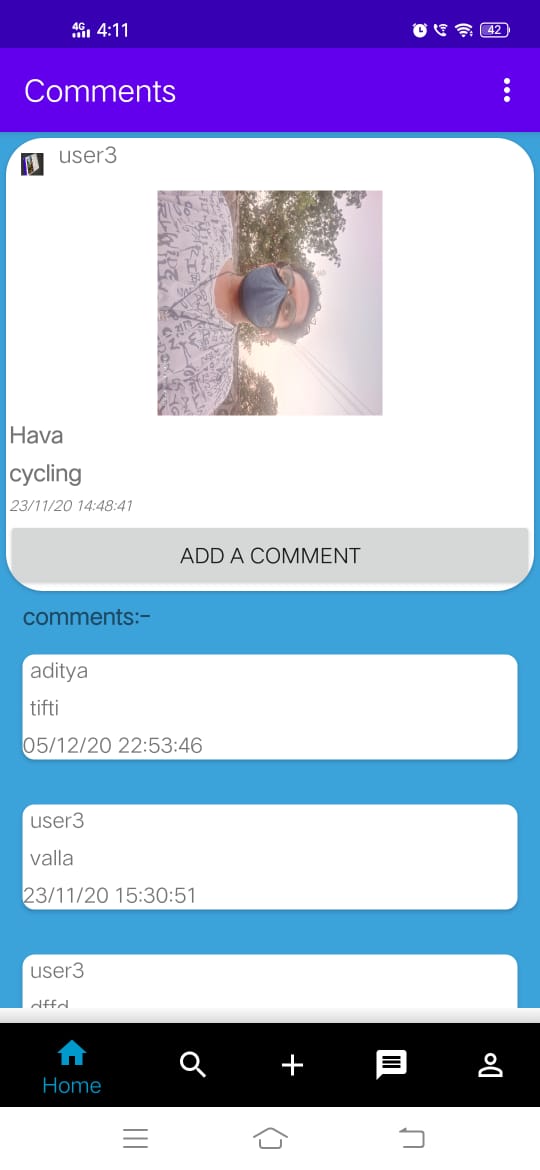 4G 4:11 42
Comments
user3
Hava
cycling
23/11/20 14:48:41
ADD A COMMENT
comments:-
aditya
tifti
05/12/20 22:53:46
user3
valla
23/11/20 15:30:51
user3
dffd
Home